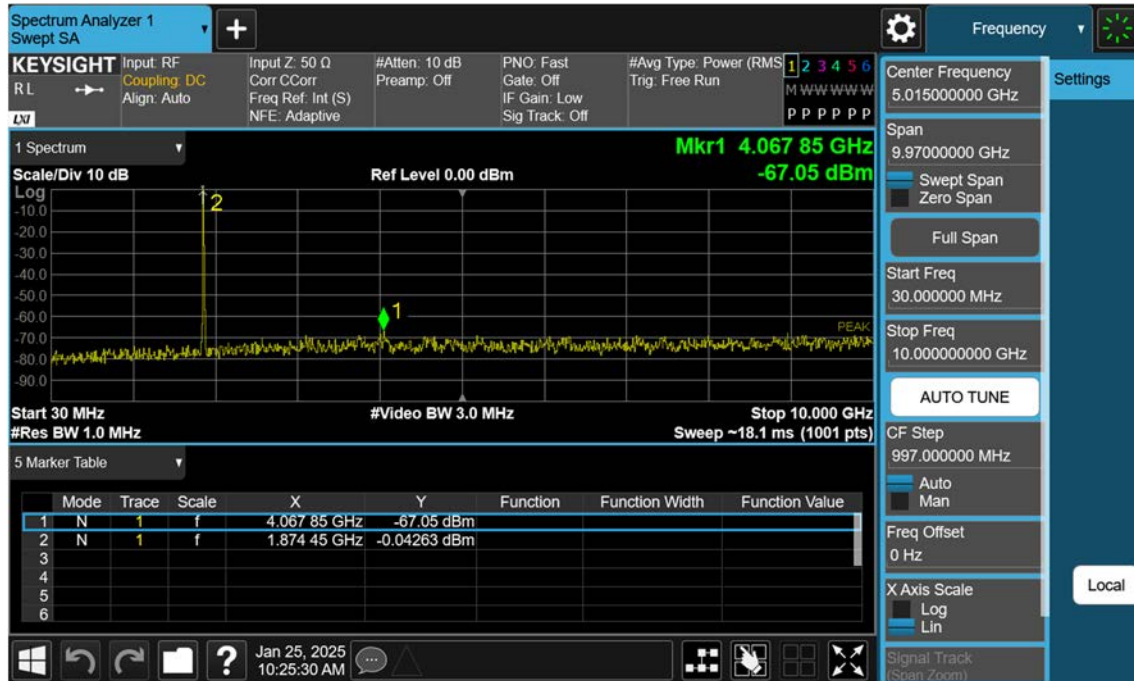 Spectrum Analyzer 1
Swept SA
Frequency
KEYSIGHT
RL
LXI
Input: RF
Coupling: DC
Align: Auto
Input Z: 50 Ω
Corr CCorr
Freq Ref: Int (S)
NFE: Adaptive
#Atten: 10 dB
Preamp: Off
PNO: Fast
Gate: Off
IF Gain: Low
Sig Track: Off
#Avg Type: Power (RMS
Trig: Free Run
1 2 3 4 5 6
M W W W W W
P P P P P P
1 Spectrum
Mkr1 4.067 85 GHz
Scale/Div 10 dB
Ref Level 0.00 dBm
-67.05 dBm
Log
2
-10.0
-20.0
-30.0
-40.0
-50.0
1
-60.0
PEAK
-70.0
-80.0
-90.0
Start 30 MHz
#Video BW 3.0 MHz
Stop 10.000 GHz
#Res BW 1.0 MHz
Sweep ~18.1 ms (1001 pts)
5 Marker Table
Mode Trace Scale X Y Function Function Width Function Value
1 N 1 f 4.067 85 GHz -67.05 dBm
2 N 1 f 1.874 45 GHz -0.04263 dBm
3
4
5
6
Jan 25, 2025
10:25:30 AM
Center Frequency
5.015000000 GHz
Span
9.97000000 GHz
Swept Span
Zero Span
Full Span
Start Freq
30.000000 MHz
Stop Freq
10.000000000 GHz
AUTO TUNE
CF Step
997.000000 MHz
Auto
Man
Freq Offset
0 Hz
X Axis Scale
Log
Lin
Signal Track
(Span Zoom)
Settings
Local